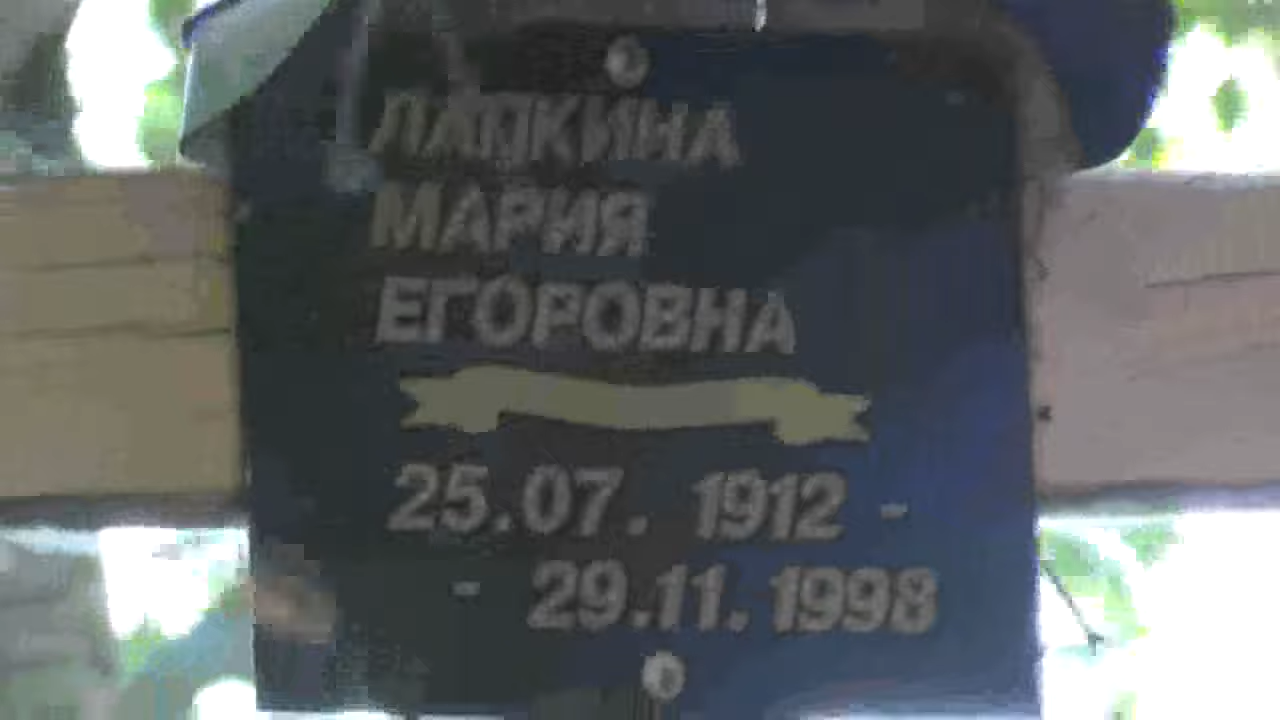 ЛАПКИНА
МАРИЯ
ЕГОРОВНА
25.07. 1912 -
- 29.11.1998